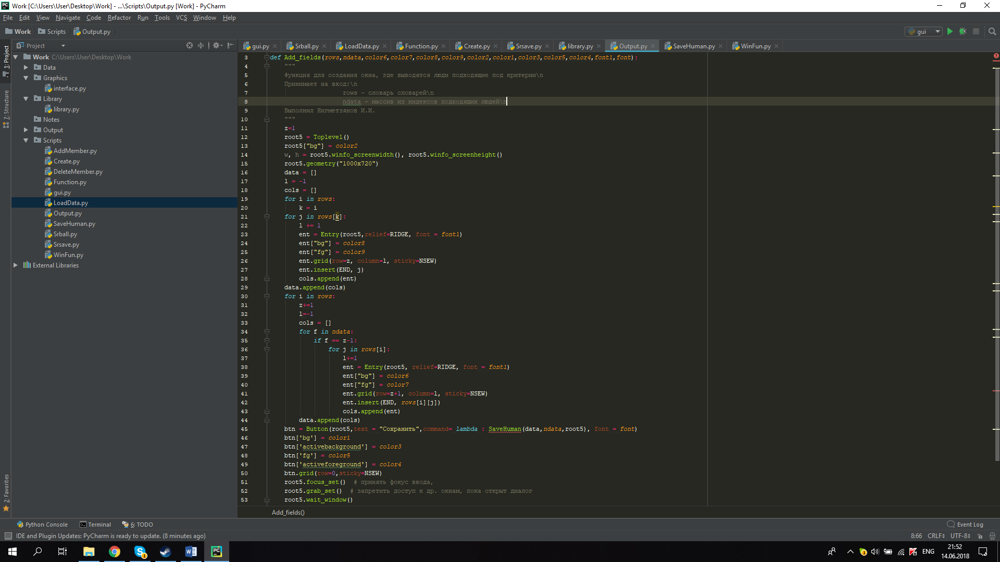 Work [C:\Users\User\Desktop\Work] - ...\Scripts\Output.py [Work] - PyCharm
File Edit View Navigate Code Refactor Run Tools VCS Window Help
Work Scripts Output.py gui
Project
gui.py Srball.py LoadData.py Function.py Create.py Srsave.py library.py Output.py SaveHuman.py WinFun.py
1: Project
7: Structure
2: Favorites
Work C:\Users\User\Desktop\Work
Data
Graphics
interface.py
Library
library.py
Notes
Output
Scripts
AddMember.py
Create.py
DeleteMember.py
Function.py
gui.py
LoadData.py
Output.py
SaveHuman.py
Srball.py
Srsave.py
WinFun.py
External Libraries
3 def Add_fields(rows,ndata,color6,color7,color8,color9,color2,color1,color3,color5,color4,font1,font):
4 """
5 Функция для создания окна, где выводятся люди подходящие под критерии\n
6 Принимает на вход:\n
7 rows - словарь словарей\n
8 ndata - массив из индексов подходящих людей\n
9 Выполнил Нигметзянов И.И.
10 """
11 z=1
12 root5 = Toplevel()
13 root5["bg"] = color2
14 w, h = root5.winfo_screenwidth(), root5.winfo_screenheight()
15 root5.geometry("1000x720")
16 data = []
17 l = -1
18 cols = []
19 for i in rows:
20 k = i
21 for j in rows[k]:
22 l += 1
23 ent = Entry(root5,relief=RIDGE, font = font1)
24 ent["bg"] = color8
25 ent["fg"] = color9
26 ent.grid(row=z, column=l, sticky=NSEW)
27 ent.insert(END, j)
28 cols.append(ent)
29 data.append(cols)
30 for i in rows:
31 z+=1
32 l=-1
33 cols = []
34 for f in ndata:
35 if f == z-1:
36 for j in rows[i]:
37 l+=1
38 ent = Entry(root5, relief=RIDGE, font = font1)
39 ent["bg"] = color6
40 ent["fg"] = color7
41 ent.grid(row=z+1, column=l, sticky=NSEW)
42 ent.insert(END, rows[i][j])
43 cols.append(ent)
44 data.append(cols)
45 btn = Button(root5,text = "Сохранить",command= lambda : SaveHuman(data,ndata,root5), font = font)
46 btn['bg'] = color1
47 btn['activebackground'] = color3
48 btn['fg'] = color5
49 btn['activeforeground'] = color4
50 btn.grid(row=0,sticky=NSEW)
51 root5.focus_set() # принять фокус ввода,
52 root5.grab_set() # запретить доступ к др. окнам, пока открыт диалог
53 root5.wait_window()
Add_fields()
Python Console Terminal 6: TODO Event Log
IDE and Plugin Updates: PyCharm is ready to update. (8 minutes ago) 8:66 CRLF UTF-8
ENG 21:52
14.06.2018